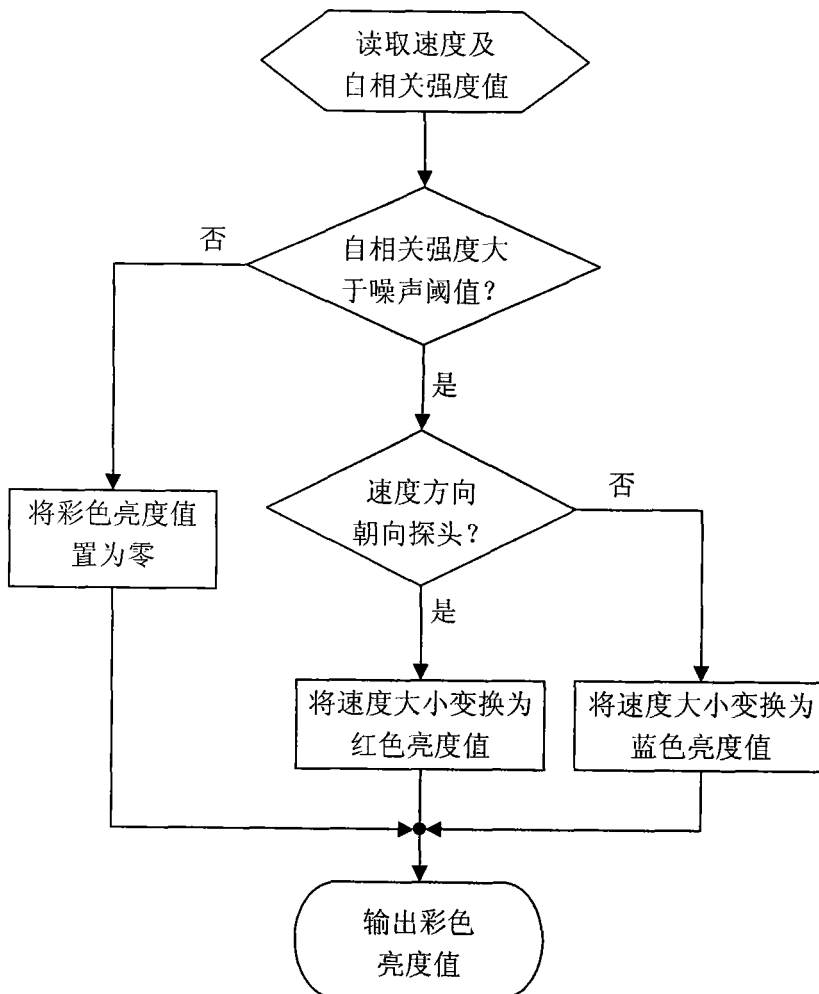 读取速度及
自相关强度值
自相关强度大
于噪声阈值?
否
是
将彩色亮度值
置为零
速度方向
朝向探头?
否
是
将速度大小变换为
红色亮度值
将速度大小变换为
蓝色亮度值
输出彩色
亮度值